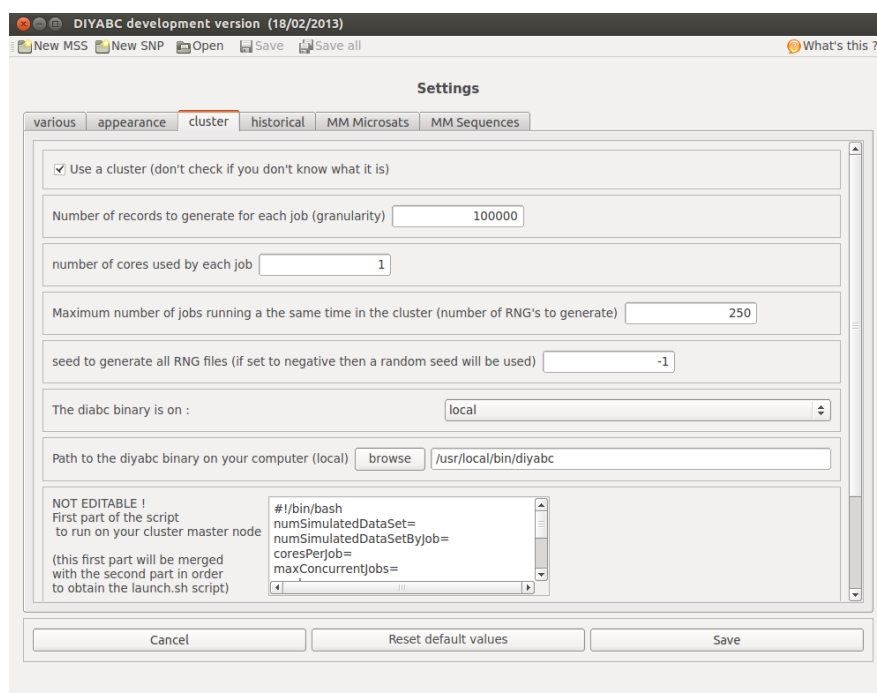 DIYABC development version (18/02/2013)
New MSS New SNP Open Save Save all What's this ?
Settings
various appearance cluster historical MM Microsats MM Sequences
Use a cluster (don't check if you don't know what it is)
Number of records to generate for each job (granularity) 100000
number of cores used by each job 1
Maximum number of jobs running a the same time in the cluster (number of RNG's to generate) 250
seed to generate all RNG files (if set to negative then a random seed will be used) -1
The diabc binary is on : local
Path to the diyabc binary on your computer (local) browse /usr/local/bin/diyabc
NOT EDITABLE !
First part of the script
to run on your cluster master node
(this first part will be merged
with the second part in order
to obtain the launch.sh script)
#!/bin/bash
numSimulatedDataSet=
numSimulatedDataSetByJob=
coresPerJob=
maxConcurrentJobs=
Cancel Reset default values Save